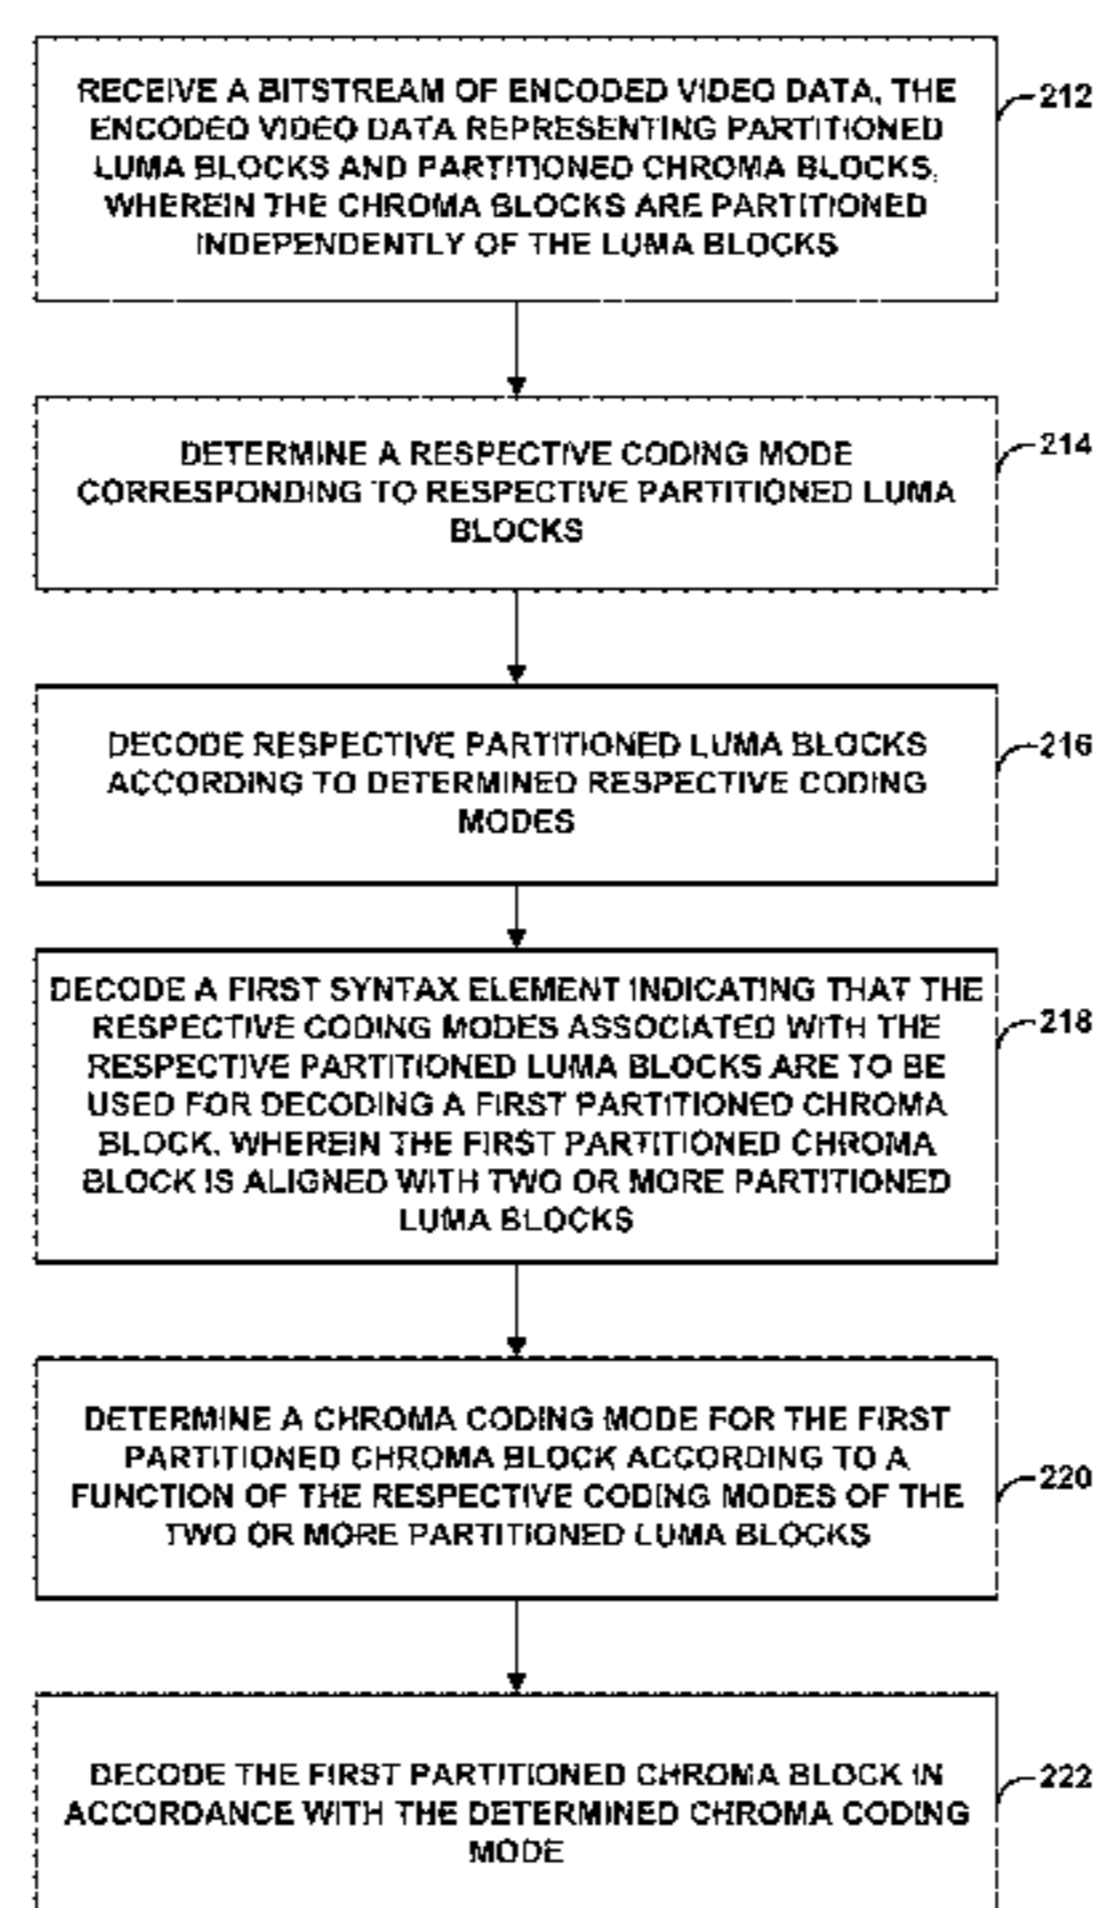 RECEIVE A BITSTREAM OF ENCODED VIDEO DATA, THE
ENCODED VIDEO DATA REPRESENTING PARTITIONED
LUMA BLOCKS AND PARTITIONED CHROMA BLOCKS,
WHEREIN THE CHROMA BLOCKS ARE PARTITIONED
INDEPENDENTLY OF THE LUMA BLOCKS
212
DETERMINE A RESPECTIVE CODING MODE
CORRESPONDING TO RESPECTIVE PARTITIONED LUMA
BLOCKS
214
DECODE RESPECTIVE PARTITIONED LUMA BLOCKS
ACCORDING TO DETERMINED RESPECTIVE CODING
MODES
216
DECODE A FIRST SYNTAX ELEMENT INDICATING THAT THE
RESPECTIVE CODING MODES ASSOCIATED WITH THE
RESPECTIVE PARTITIONED LUMA BLOCKS ARE TO BE
USED FOR DECODING A FIRST PARTITIONED CHROMA
BLOCK, WHEREIN THE FIRST PARTITIONED CHROMA
BLOCK IS ALIGNED WITH TWO OR MORE PARTITIONED
LUMA BLOCKS
218
DETERMINE A CHROMA CODING MODE FOR THE FIRST
PARTITIONED CHROMA BLOCK ACCORDING TO A
FUNCTION OF THE RESPECTIVE CODING MODES OF THE
TWO OR MORE PARTITIONED LUMA BLOCKS
220
DECODE THE FIRST PARTITIONED CHROMA BLOCK IN
ACCORDANCE WITH THE DETERMINED CHROMA CODING
MODE
222